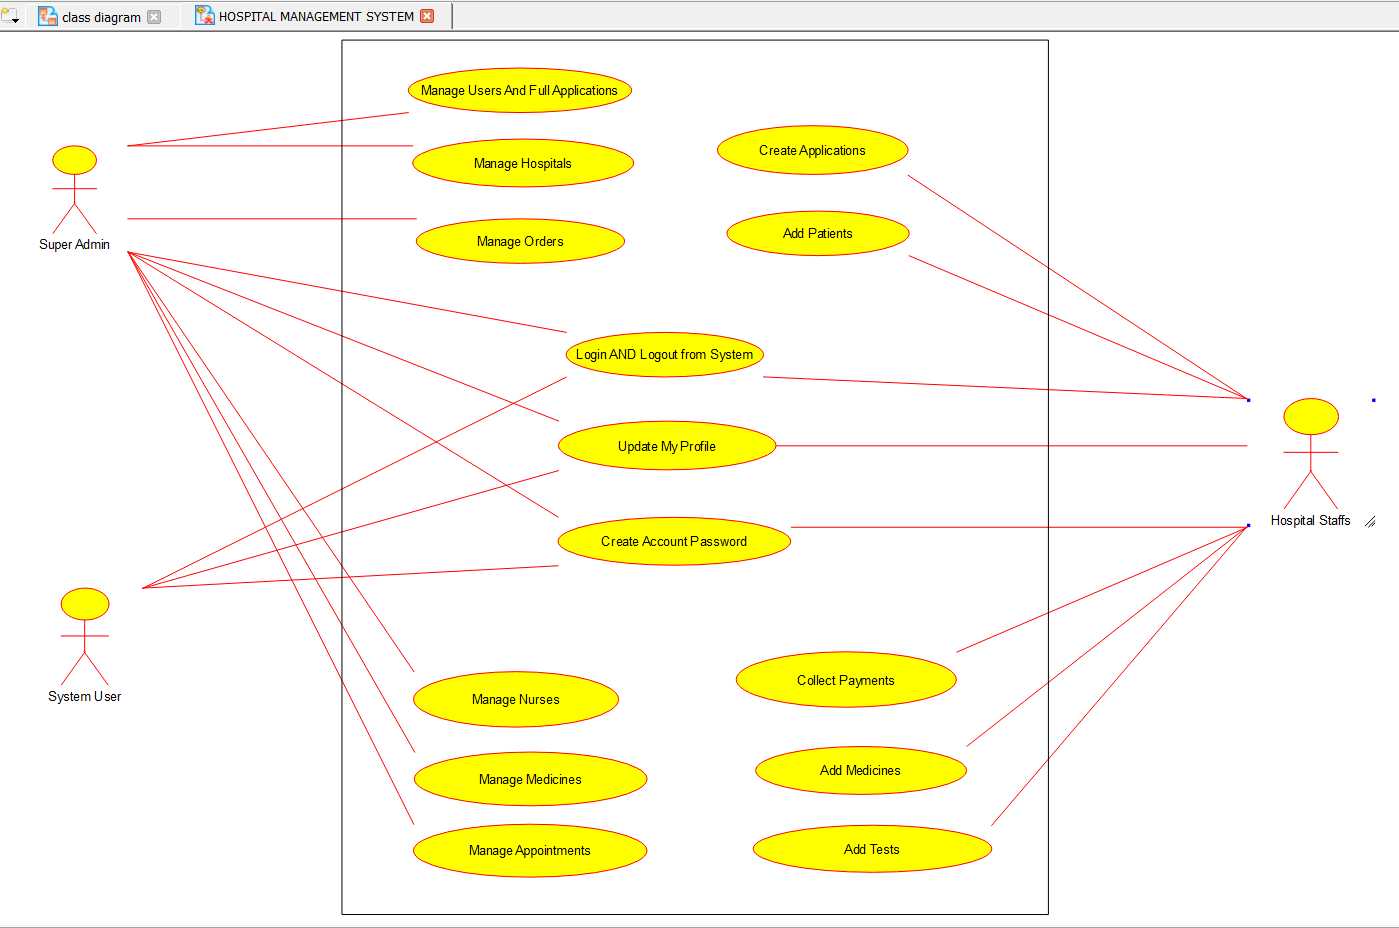 class diagram
HOSPITAL MANAGEMENT SYSTEM
Manage Users And Full Applications
Create Applications
Manage Hospitals
Add Patients
Manage Orders
Super Admin
Login AND Logout from System
Update My Profile
Hospital Staffs
Create Account Password
System User
Collect Payments
Manage Nurses
Add Medicines
Manage Medicines
Add Tests
Manage Appointments